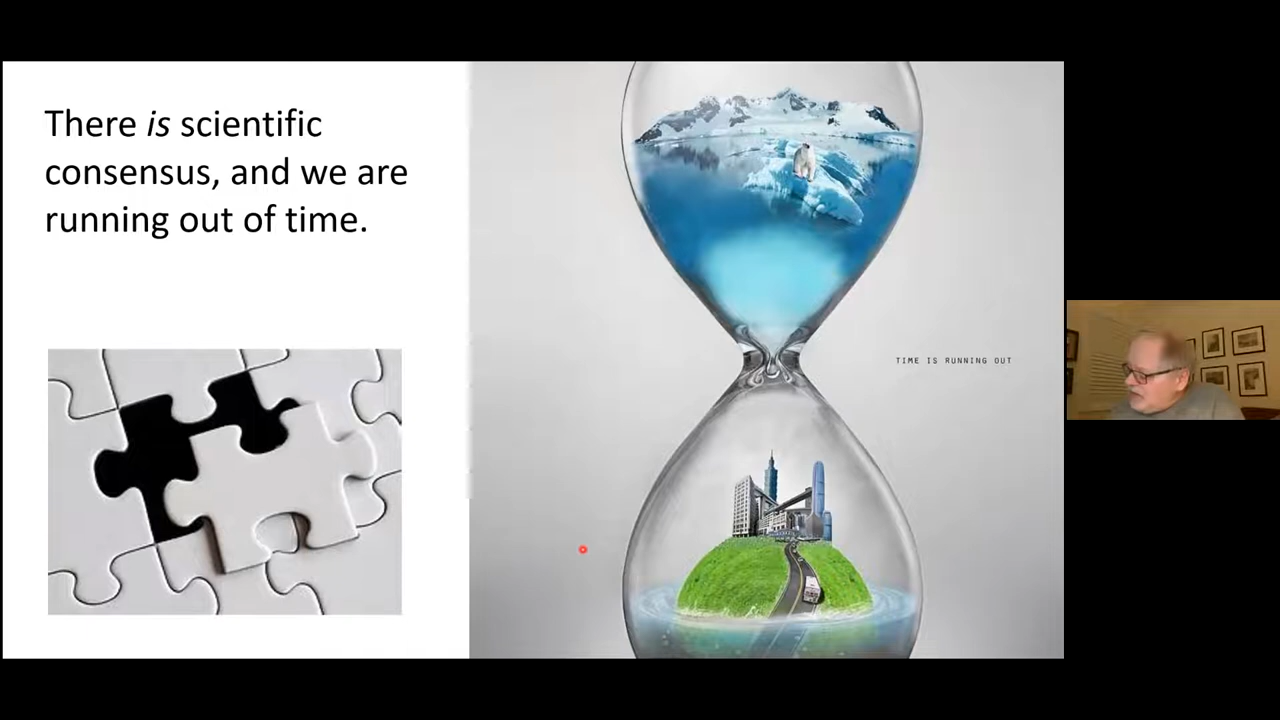 There is scientific
consensus, and we are
running out of time.
TIME IS RUNNING OUT